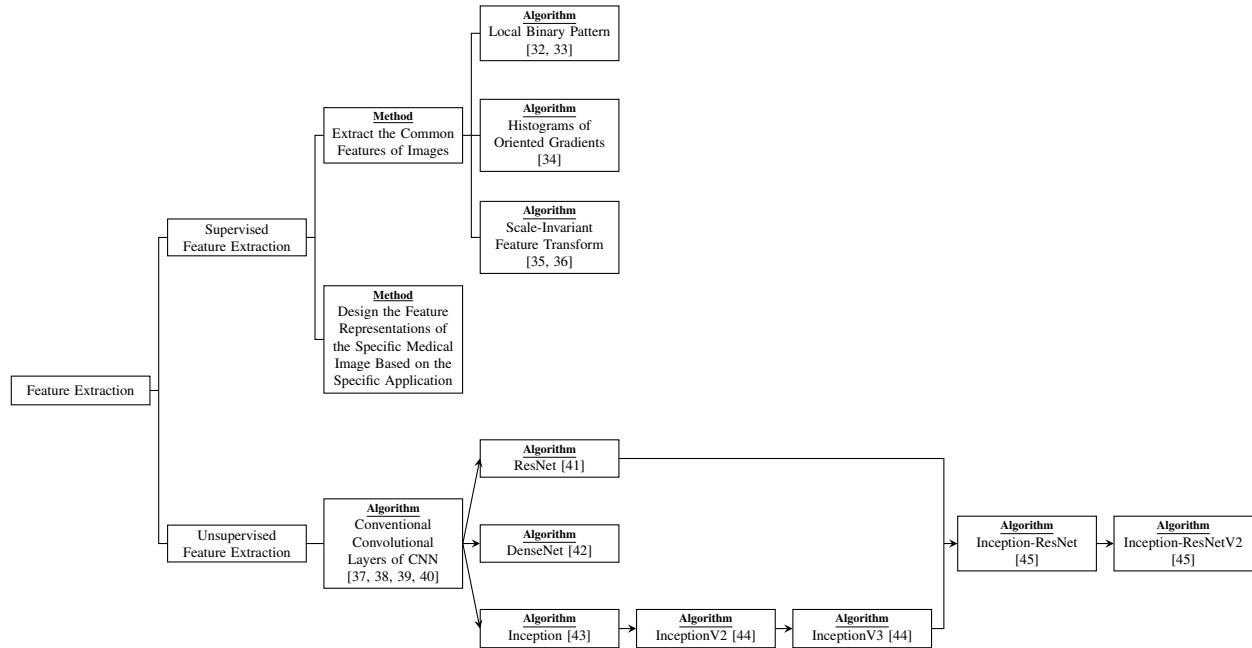 Algorithm
Local Binary Pattern
[32, 33]
Method
Extract the Common
Features of Images
Algorithm
Histograms of
Oriented Gradients
[34]
Algorithm
Scale-Invariant
Feature Transform
[35, 36]
Supervised
Feature Extraction
Method
Design the Feature
Representations of
the Specific Medical
Image Based on the
Specific Application
Feature Extraction
Unsupervised
Feature Extraction
Algorithm
Conventional
Convolutional
Layers of CNN
[37, 38, 39, 40]
Algorithm
ResNet [41]
Algorithm
DenseNet [42]
Algorithm
Inception [43]
Algorithm
InceptionV2 [44]
Algorithm
InceptionV3 [44]
Algorithm
Inception-ResNet
[45]
Algorithm
Inception-ResNetV2
[45]